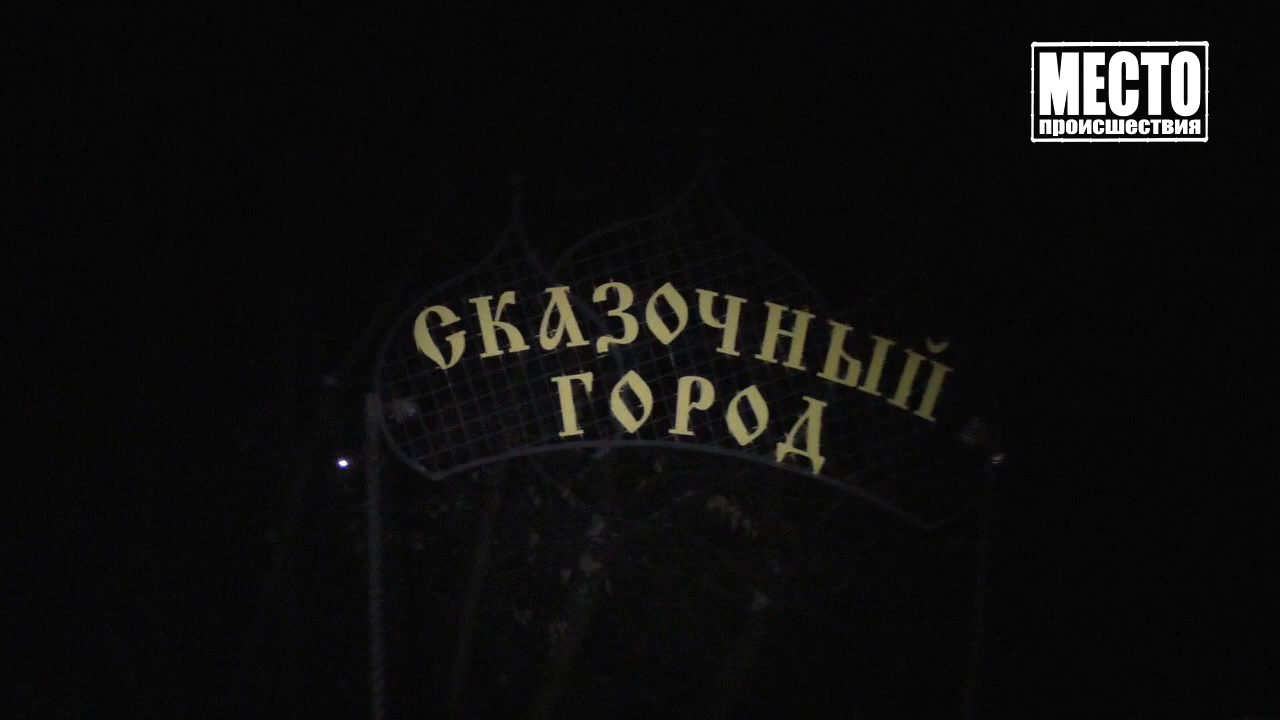 МЕСТО
происшествия
СКАЗОЧНЫЙ
ГОРОД